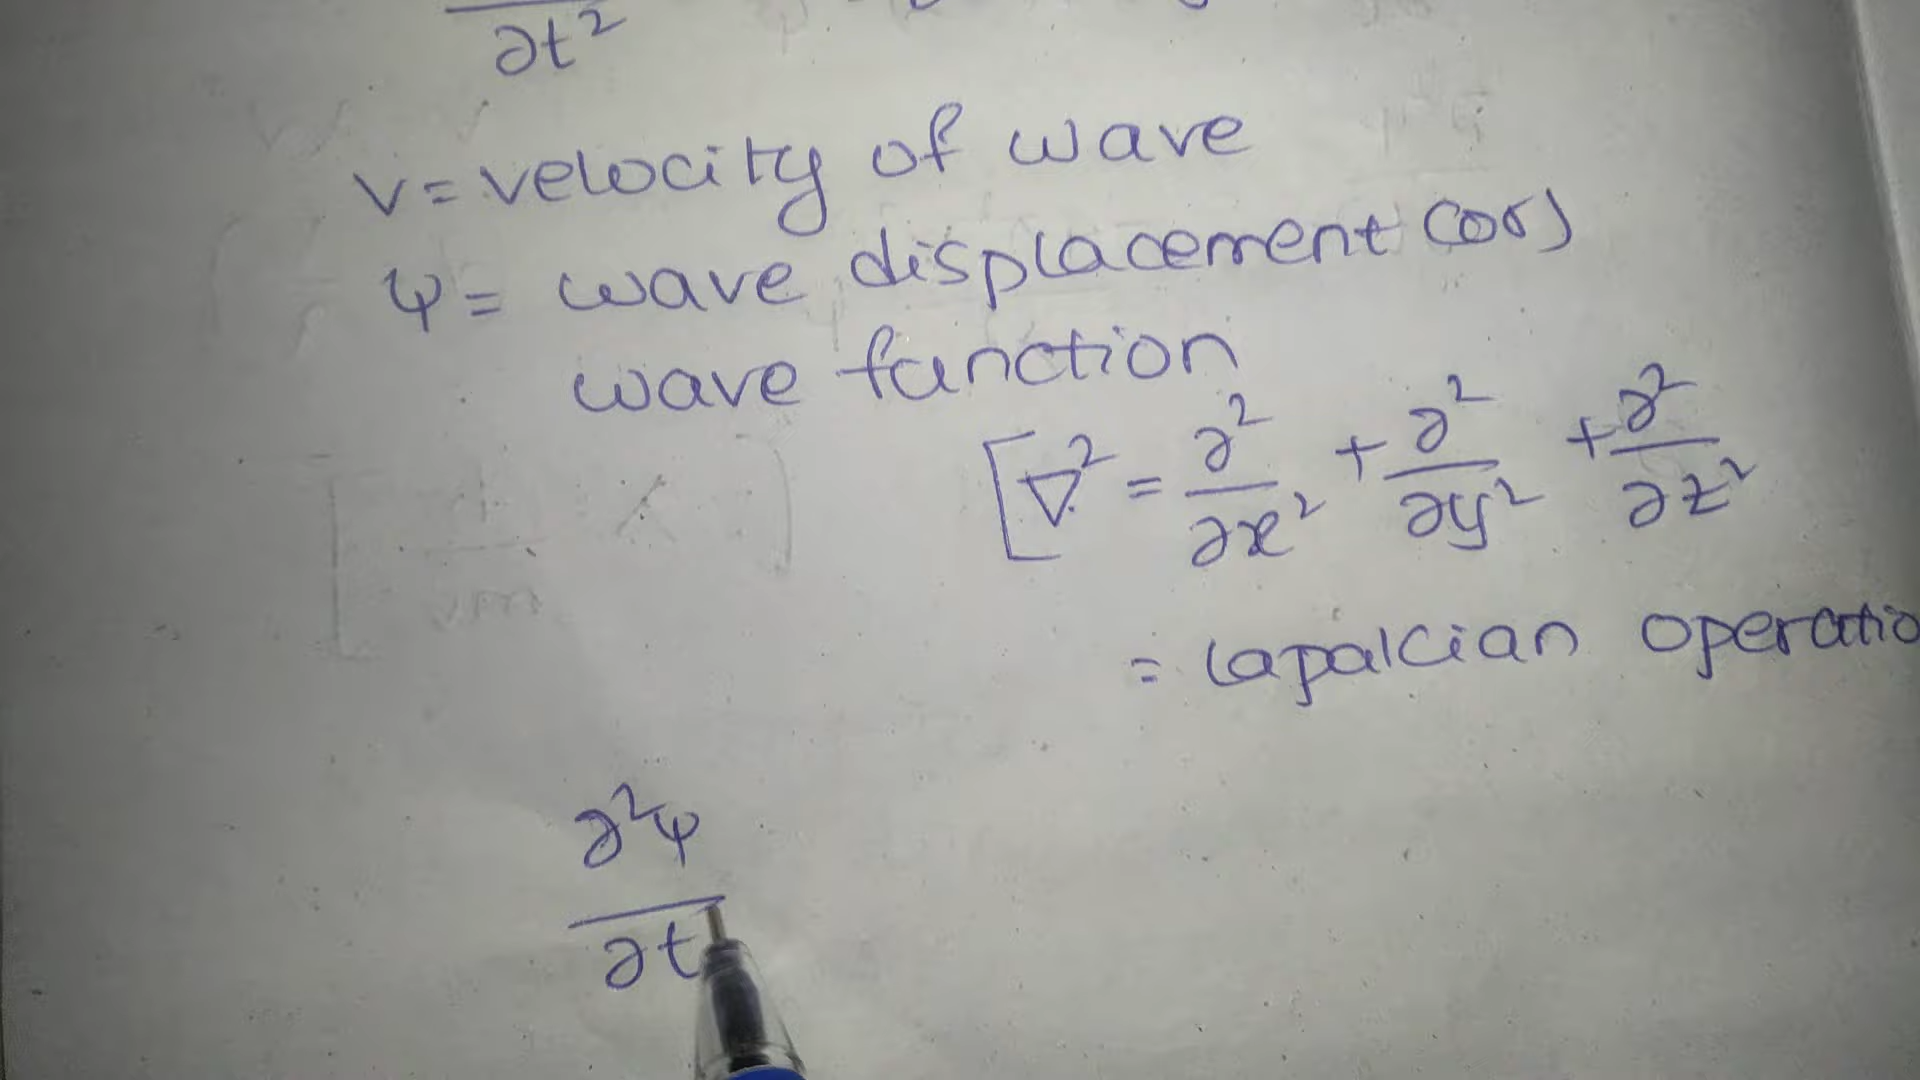 ∂t²
v = velocity of wave
ψ = wave displacement (or)
wave function
[∇² = ∂²/∂x² + ∂²/∂y² + ∂²/∂z²
= Lapalcian operatio
∂²ψ
∂t